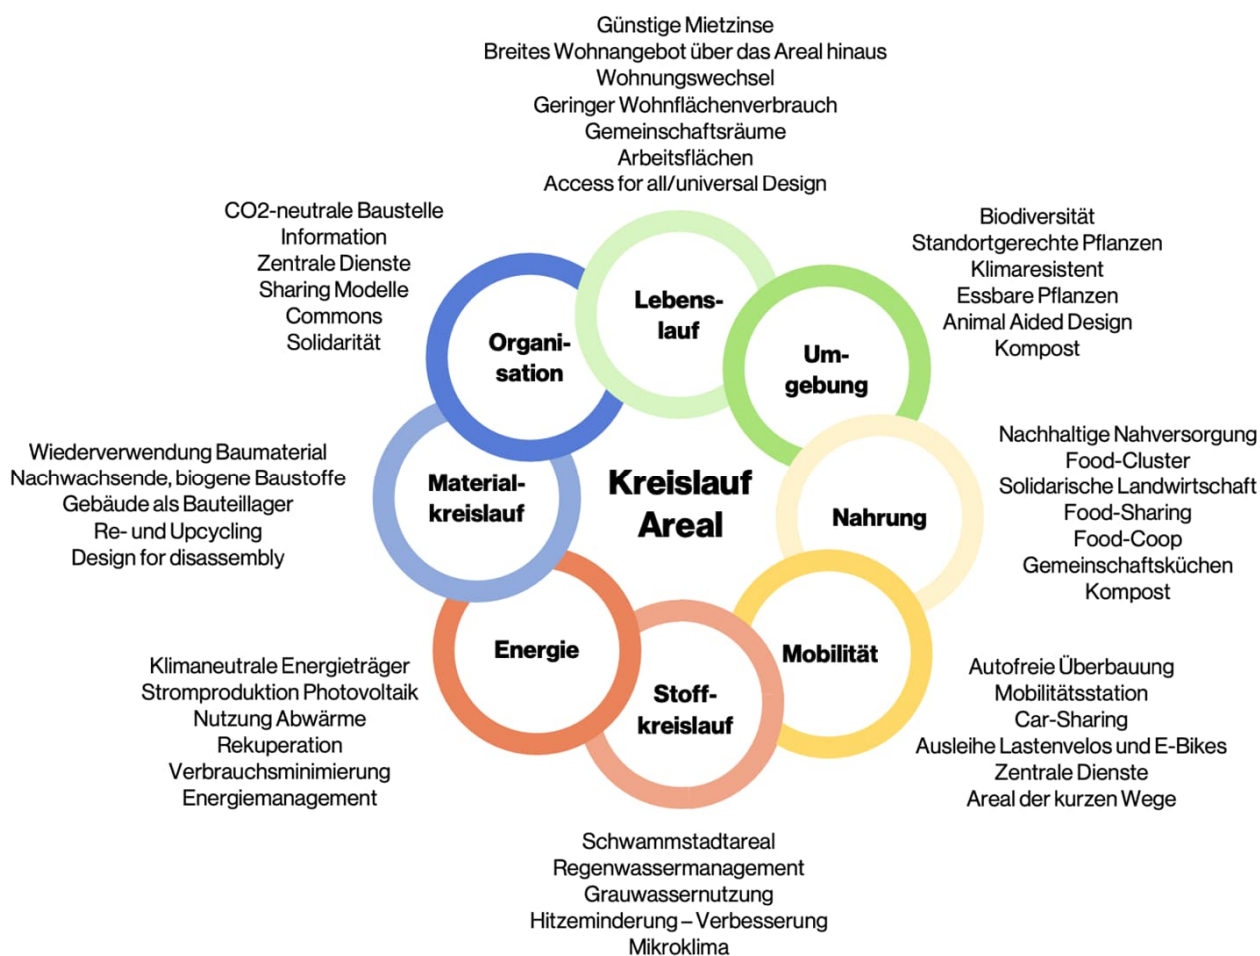 Günstige Mietzinse
Breites Wohnangebot über das Areal hinaus
Wohnungswechsel
Geringer Wohnflächenverbrauch
Gemeinschaftsräume
Arbeitsflächen
Access for all/universal Design
CO2-neutrale Baustelle
Information
Zentrale Dienste
Sharing Modelle
Commons
Solidarität
Biodiversität
Standortgerechte Pflanzen
Klimaresistent
Essbare Pflanzen
Animal Aided Design
Kompost
Lebens-
lauf
Organi-
sation
Um-
gebung
Wiederverwendung Baumaterial
Nachwachsende, biogene Baustoffe
Gebäude als Bauteillager
Re- und Upcycling
Design for disassembly
Material-
kreislauf
Kreislauf
Areal
Nahrung
Nachhaltige Nahversorgung
Food-Cluster
Solidarische Landwirtschaft
Food-Sharing
Food-Coop
Gemeinschaftsküchen
Kompost
Energie
Stoff-
kreislauf
Mobilität
Klimaneutrale Energieträger
Stromproduktion Photovoltaik
Nutzung Abwärme
Rekuperation
Verbrauchsminimierung
Energiemanagement
Autofreie Überbauung
Mobilitätsstation
Car-Sharing
Ausleihe Lastenvelos und E-Bikes
Zentrale Dienste
Areal der kurzen Wege
Schwammstadtareal
Regenwassermanagement
Grauwassernutzung
Hitzeminderung – Verbesserung
Mikroklima